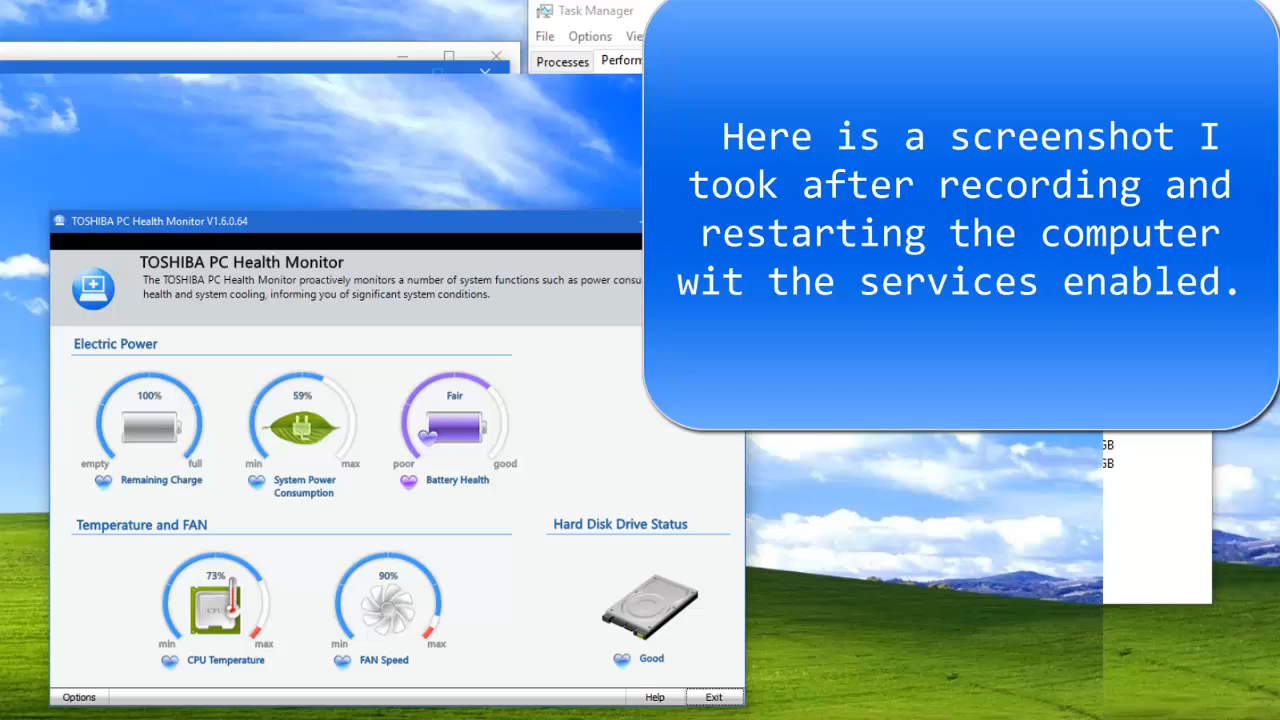 Task Manager
File Options Vie
Processes Perform
Here is a screenshot I
took after recording and
restarting the computer
wit the services enabled.
TOSHIBA PC Health Monitor V1.6.0.64
TOSHIBA PC Health Monitor
The TOSHIBA PC Health Monitor proactively monitors a number of system functions such as power consu
health and system cooling, informing you of significant system conditions.
Electric Power
100%
59%
Fair
empty full
min max
poor good
Remaining Charge
System Power
Consumption
Battery Health
Temperature and FAN
Hard Disk Drive Status
73%
90%
CPU
min max
min max
CPU Temperature
FAN Speed
Good
Options
Help
Exit
GB
GB